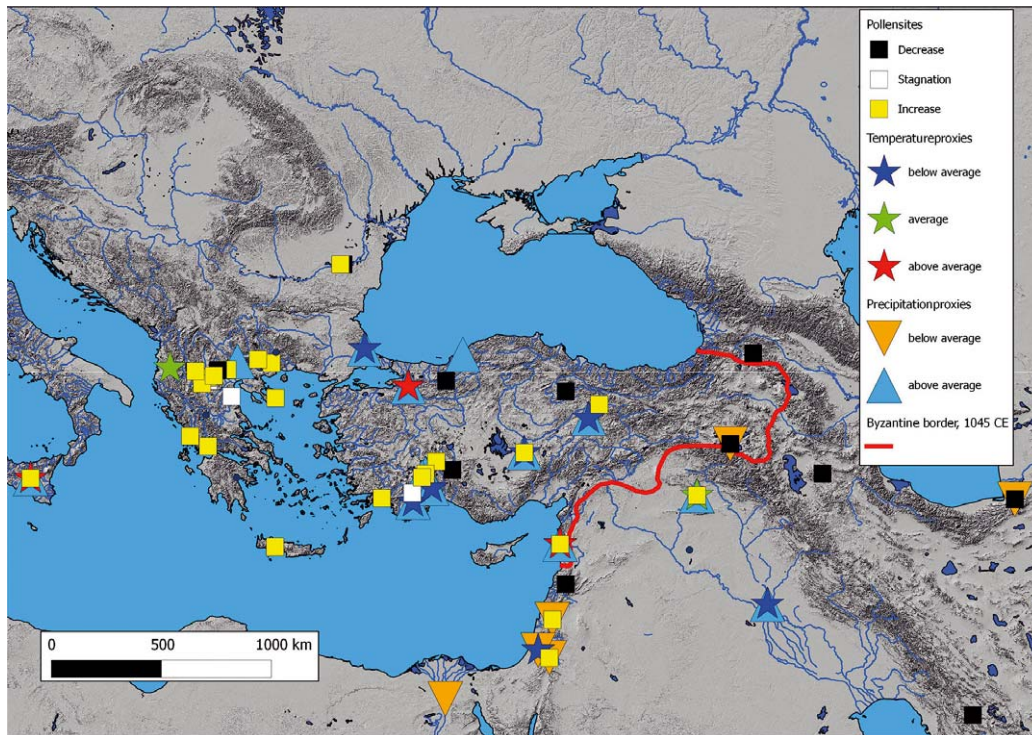 Pollensites
Decrease
Stagnation
Increase
Temperatureproxies
below average
average
above average
Precipitationproxies
below average
above average
Byzantine border, 1045 CE
0 500 1000 km